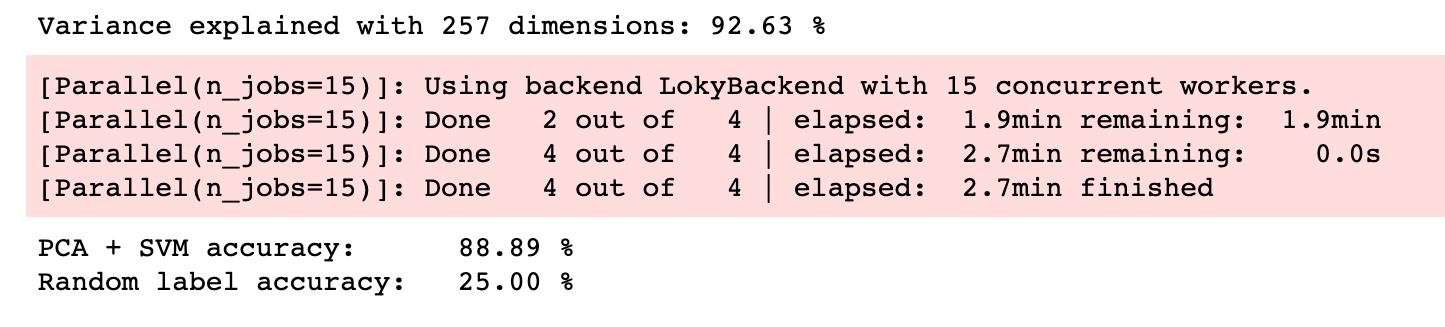 Variance explained with 257 dimensions: 92.63 %
[Parallel(n_jobs=15)]: Using backend LokyBackend with 15 concurrent workers.
[Parallel(n_jobs=15)]: Done   2 out of   4 | elapsed:  1.9min remaining:  1.9min
[Parallel(n_jobs=15)]: Done   4 out of   4 | elapsed:  2.7min remaining:    0.0s
[Parallel(n_jobs=15)]: Done   4 out of   4 | elapsed:  2.7min finished
PCA + SVM accuracy:      88.89 %
Random label accuracy:   25.00 %